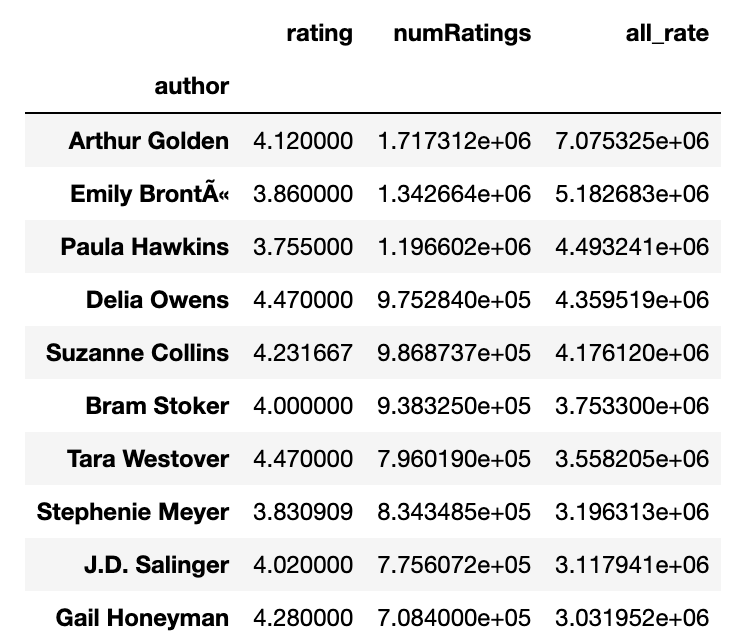 rating numRatings all_rate
author
Arthur Golden 4.120000 1.717312e+06 7.075325e+06
Emily BrontÃ« 3.860000 1.342664e+06 5.182683e+06
Paula Hawkins 3.755000 1.196602e+06 4.493241e+06
Delia Owens 4.470000 9.752840e+05 4.359519e+06
Suzanne Collins 4.231667 9.868737e+05 4.176120e+06
Bram Stoker 4.000000 9.383250e+05 3.753300e+06
Tara Westover 4.470000 7.960190e+05 3.558205e+06
Stephenie Meyer 3.830909 8.343485e+05 3.196313e+06
J.D. Salinger 4.020000 7.756072e+05 3.117941e+06
Gail Honeyman 4.280000 7.084000e+05 3.031952e+06